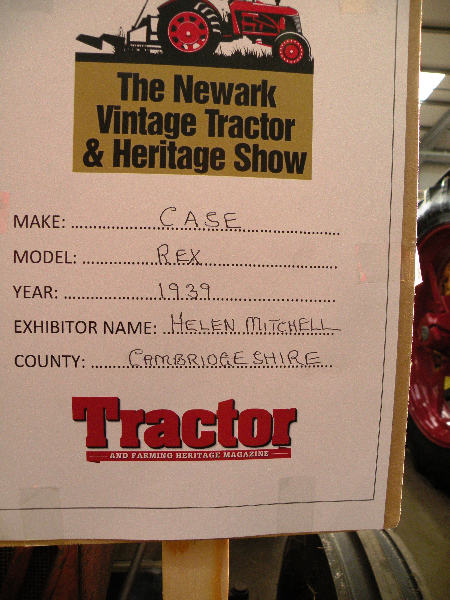 The Newark
Vintage Tractor
& Heritage Show
MAKE: CASE
MODEL: REX
YEAR: 1939
EXHIBITOR NAME: HELEN MITCHELL
COUNTY: CAMBRIDGESHIRE
Tractor
AND FARMING HERITAGE MAGAZINE